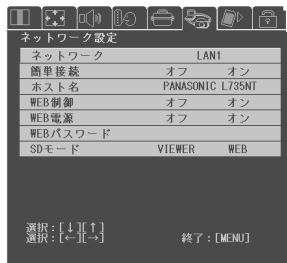 ネットワーク設定
ネットワーク LAN1
簡単接続 オフ オン
ホスト名 PANASONIC L735NT
WEB制御 オフ オン
WEB電源 オフ オン
WEBパスワード
SDモード VIEWER WEB
選択:[↓][↑]
選択:[←][→] 終了:[MENU]